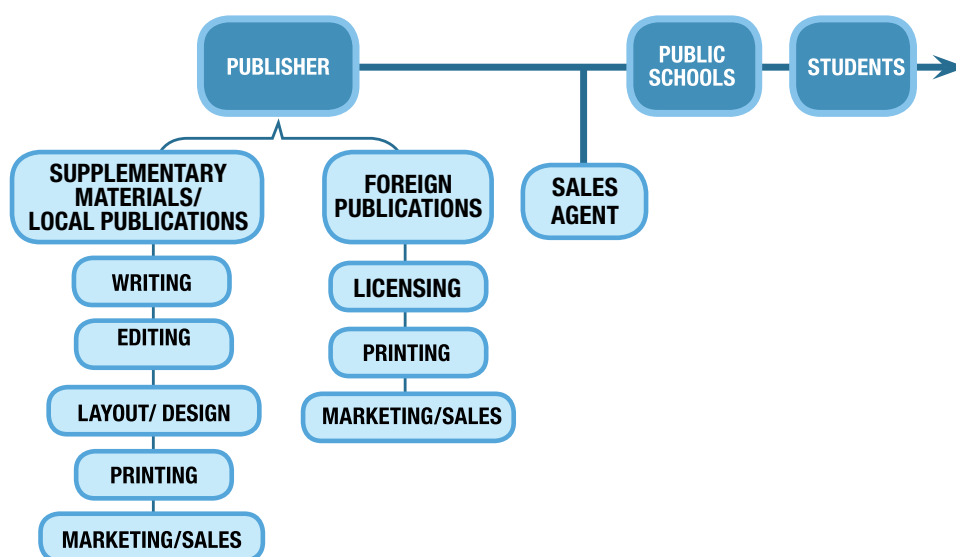 PUBLISHER
PUBLIC
SCHOOLS
STUDENTS
SUPPLEMENTARY
MATERIALS/
LOCAL PUBLICATIONS
WRITING
EDITING
LAYOUT/ DESIGN
PRINTING
MARKETING/SALES
FOREIGN
PUBLICATIONS
LICENSING
PRINTING
MARKETING/SALES
SALES
AGENT